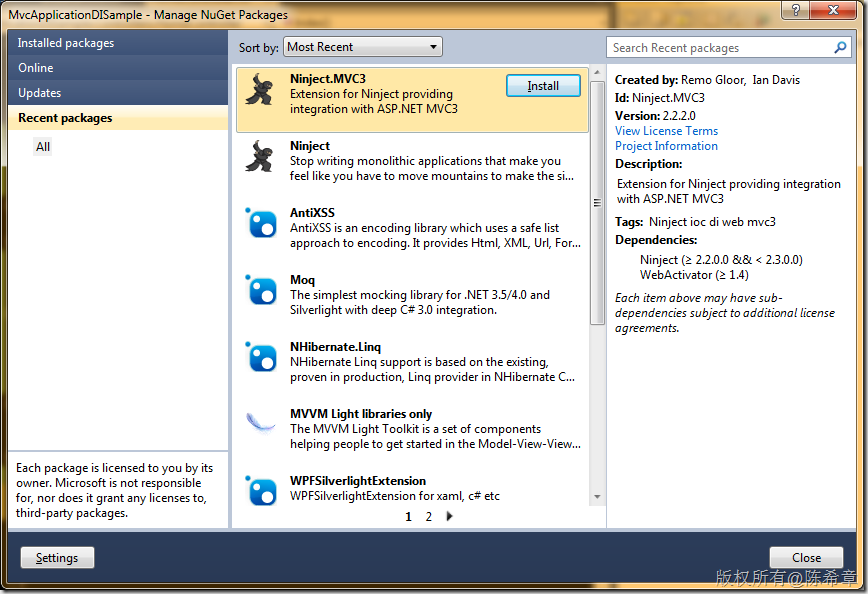 MvcApplicationDISample - Manage NuGet Packages
Installed packages
Online
Updates
Recent packages
All
Each package is licensed to you by its
owner. Microsoft is not responsible
for, nor does it grant any licenses to,
third-party packages.
Sort by: Most Recent
Ninject.MVC3
Extension for Ninject providing
integration with ASP.NET MVC3
Install
Ninject
Stop writing monolithic applications that make you
feel like you have to move mountains to make the si...
AntiXSS
AntiXSS is an encoding library which uses a safe list
approach to encoding. It provides Html, XML, Url, For...
Moq
The simplest mocking library for .NET 3.5/4.0 and
Silverlight with deep C# 3.0 integration.
NHibernate.Linq
NHibernate Linq support is based on the existing,
proven in production, Linq provider in NHibernate C...
MVVM Light libraries only
The MVVM Light Toolkit is a set of components
helping people to get started in the Model-View-View...
WPFSilverlightExtension
WPFSilverlightExtension for xaml, c# etc
1 2
Search Recent packages
Created by: Remo Gloor, Ian Davis
Id: Ninject.MVC3
Version: 2.2.2.0
View License Terms
Project Information
Description:
Extension for Ninject providing integration
with ASP.NET MVC3
Tags: Ninject ioc di web mvc3
Dependencies:
Ninject (≥ 2.2.0.0 && < 2.3.0.0)
WebActivator (≥ 1.4)
Each item above may have sub-
dependencies subject to additional license
agreements.
Settings
Close
版权所有@陈希章